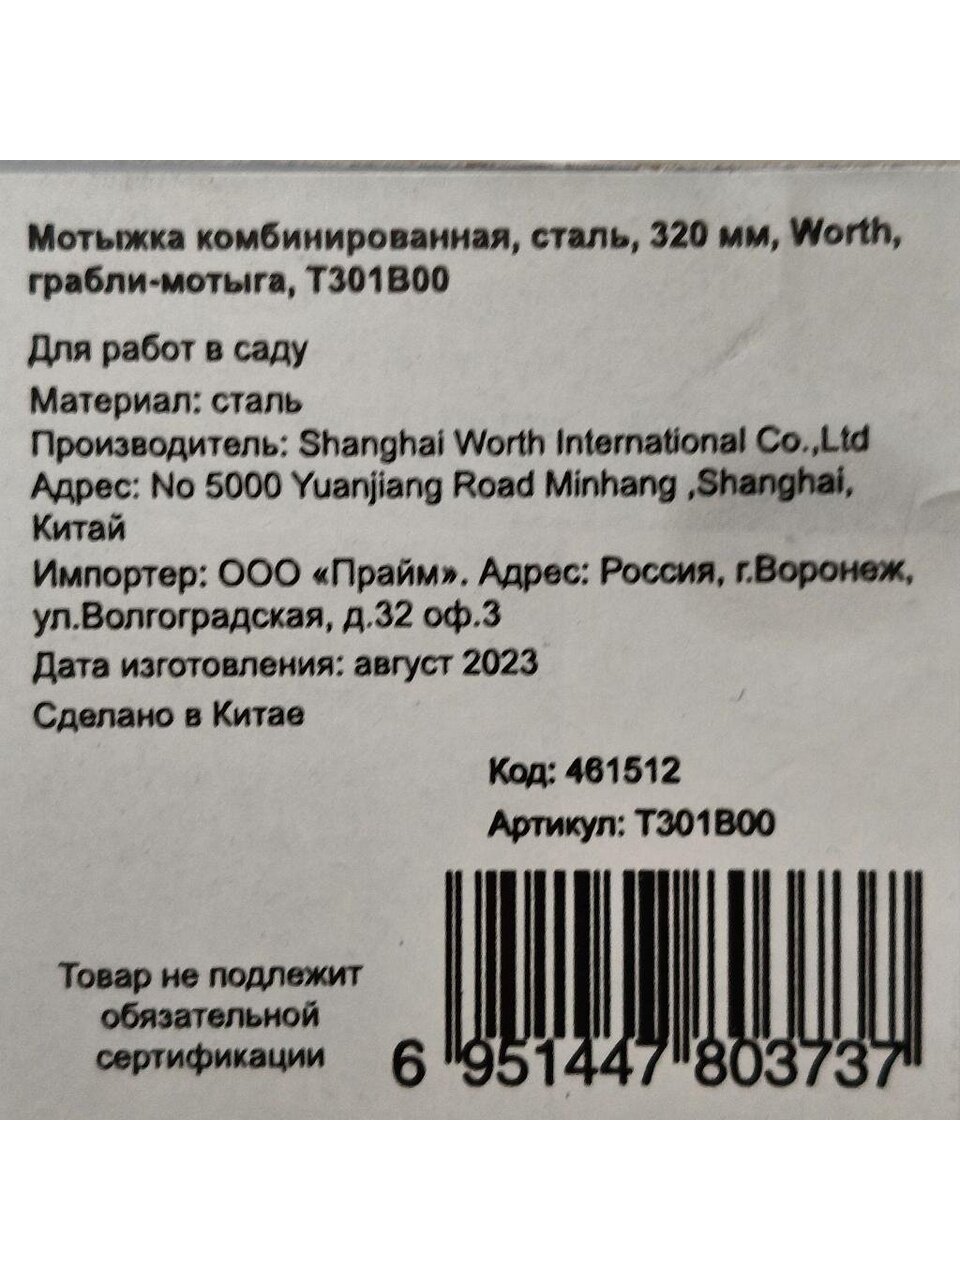 Мотыжка комбинированная, сталь, 320 мм, Worth,
грабли-мотыга, T301B00
Для работ в саду
Материал: сталь
Производитель: Shanghai Worth International Co.,Ltd
Адрес: No 5000 Yuanjiang Road Minhang ,Shanghai,
Китай
Импортер: ООО «Прайм». Адрес: Россия, г.Воронеж,
ул.Волгоградская, д.32 оф.3
Дата изготовления: август 2023
Сделано в Китае
Код: 461512
Артикул: T301B00
Товар не подлежит
обязательной
сертификации
6 951447 803737